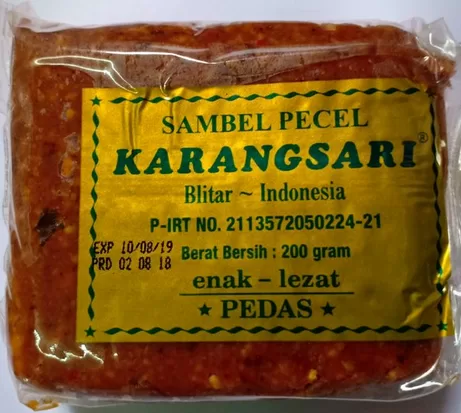 SAMBEL PECEL
KARANGSARI®
Blitar ~ Indonesia
P-IRT NO. 2113572050224-21
EXP 10/08/19
PRD 02 08 18
Berat Bersih : 200 gram
enak – lezat
★ PEDAS ★